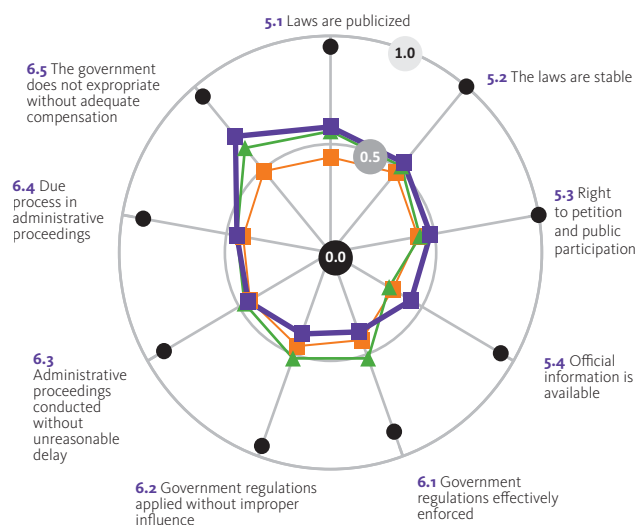 5.1 Laws are publicized
1.0
5.2 The laws are stable
6.5 The government
does not expropriate
without adequate
compensation
0.5
5.3 Right
to petition
and public
participation
6.4 Due
process in
administrative
proceedings
0.0
5.4 Official
information is
available
6.3
Administrative
proceedings
conducted
without
unreasonable
delay
6.1 Government
regulations effectively
enforced
6.2 Government regulations
applied without improper
influence